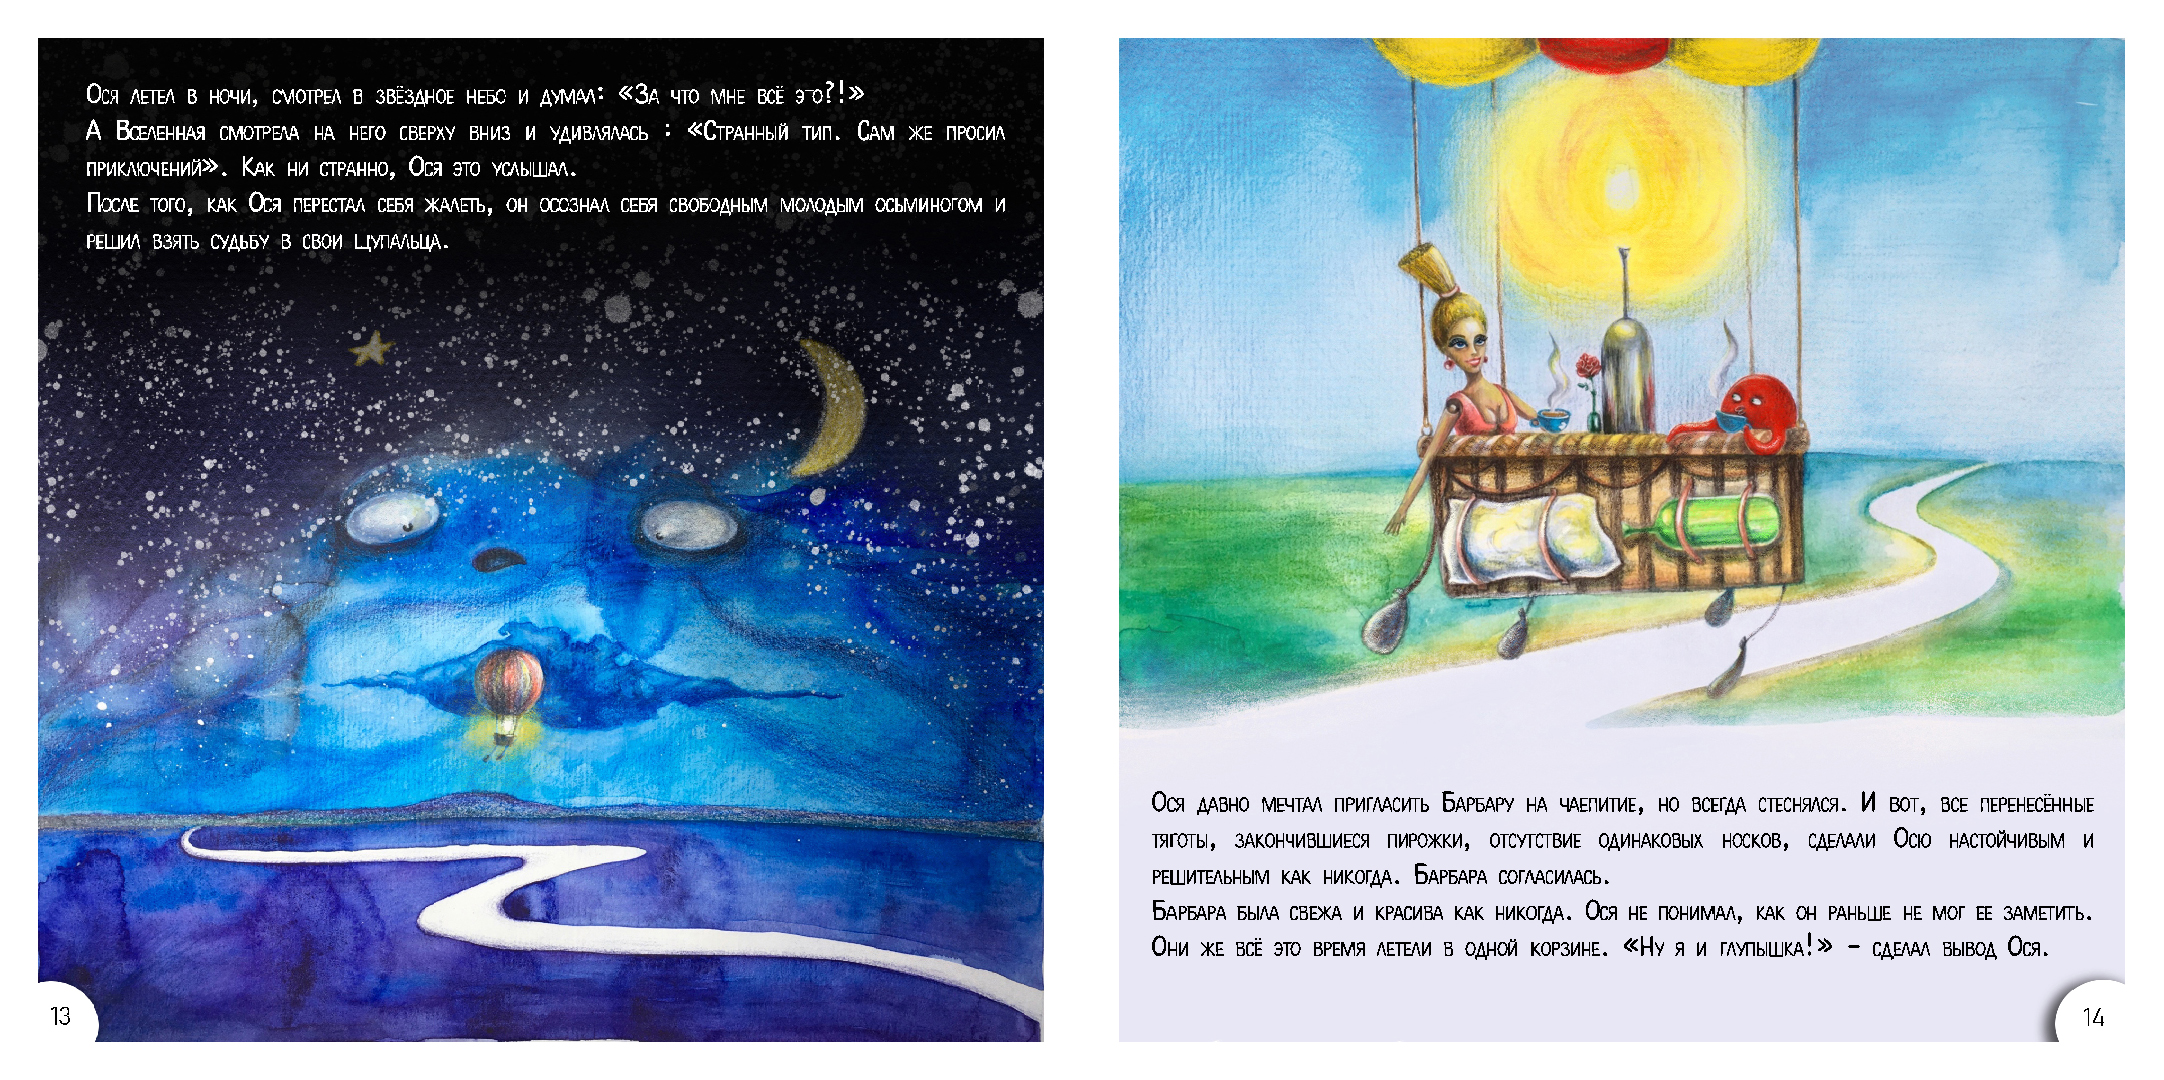 Ося летел в ночи, смотрел в звёздное небо и думал: «За что мне всё это?!»
А Вселенная смотрела на него сверху вниз и удивлялась : «Странный тип. Сам же просил
приключений». Как ни странно, Ося это услышал.
После того, как Ося перестал себя жалеть, он осознал себя свободным молодым осьминогом и
решил взять судьбу в свои щупальца.
13
Ося давно мечтал пригласить Барбару на чаепитие, но всегда стеснялся. И вот, все перенесённые
тяготы, закончившиеся пирожки, отсутствие одинаковых носков, сделали Осю настойчивым и
решительным как никогда. Барбара согласилась.
Барбара была свежа и красива как никогда. Ося не понимал, как он раньше не мог ее заметить.
Они же всё это время летели в одной корзине. «Ну я и глупышка!» – сделал вывод Ося.
14